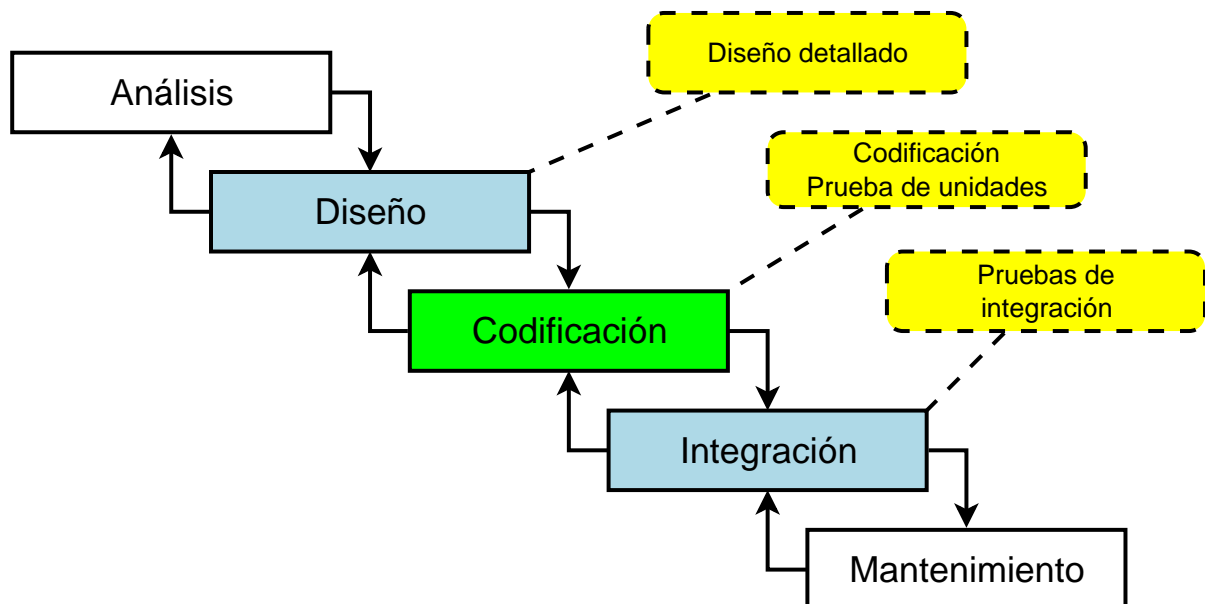 Diseño detallado
Análisis
Codificación
Prueba de unidades
Diseño
Pruebas de
integración
Codificación
Integración
Mantenimiento